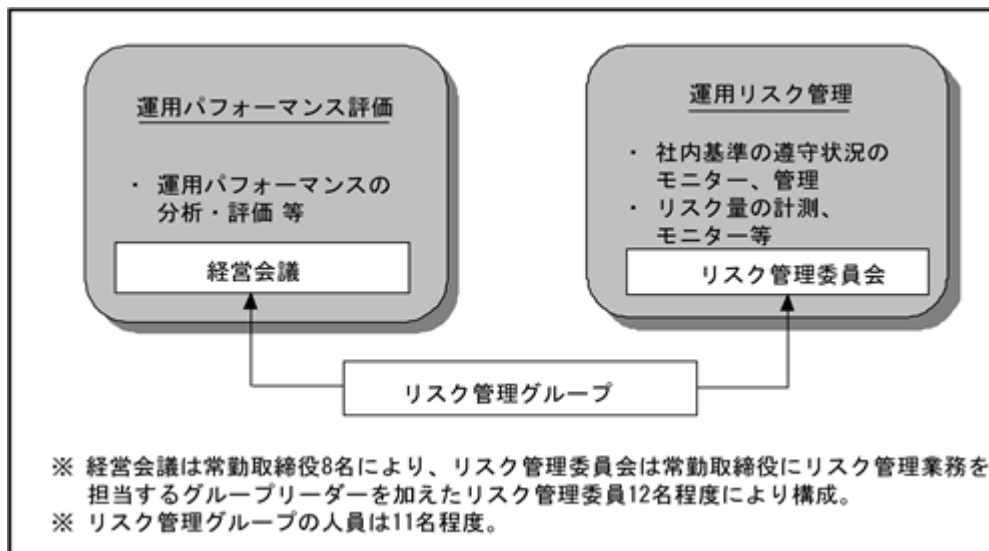 運用パフォーマンス評価
・ 運用パフォーマンスの
分析・評価 等
経営会議
運用リスク管理
・ 社内基準の遵守状況の
モニター、管理
・ リスク量の計測、
モニター等
リスク管理委員会
リスク管理グループ
※ 経営会議は常勤取締役8名により、リスク管理委員会は常勤取締役にリスク管理業務を
担当するグループリーダーを加えたリスク管理委員12名程度により構成。
※ リスク管理グループの人員は11名程度。